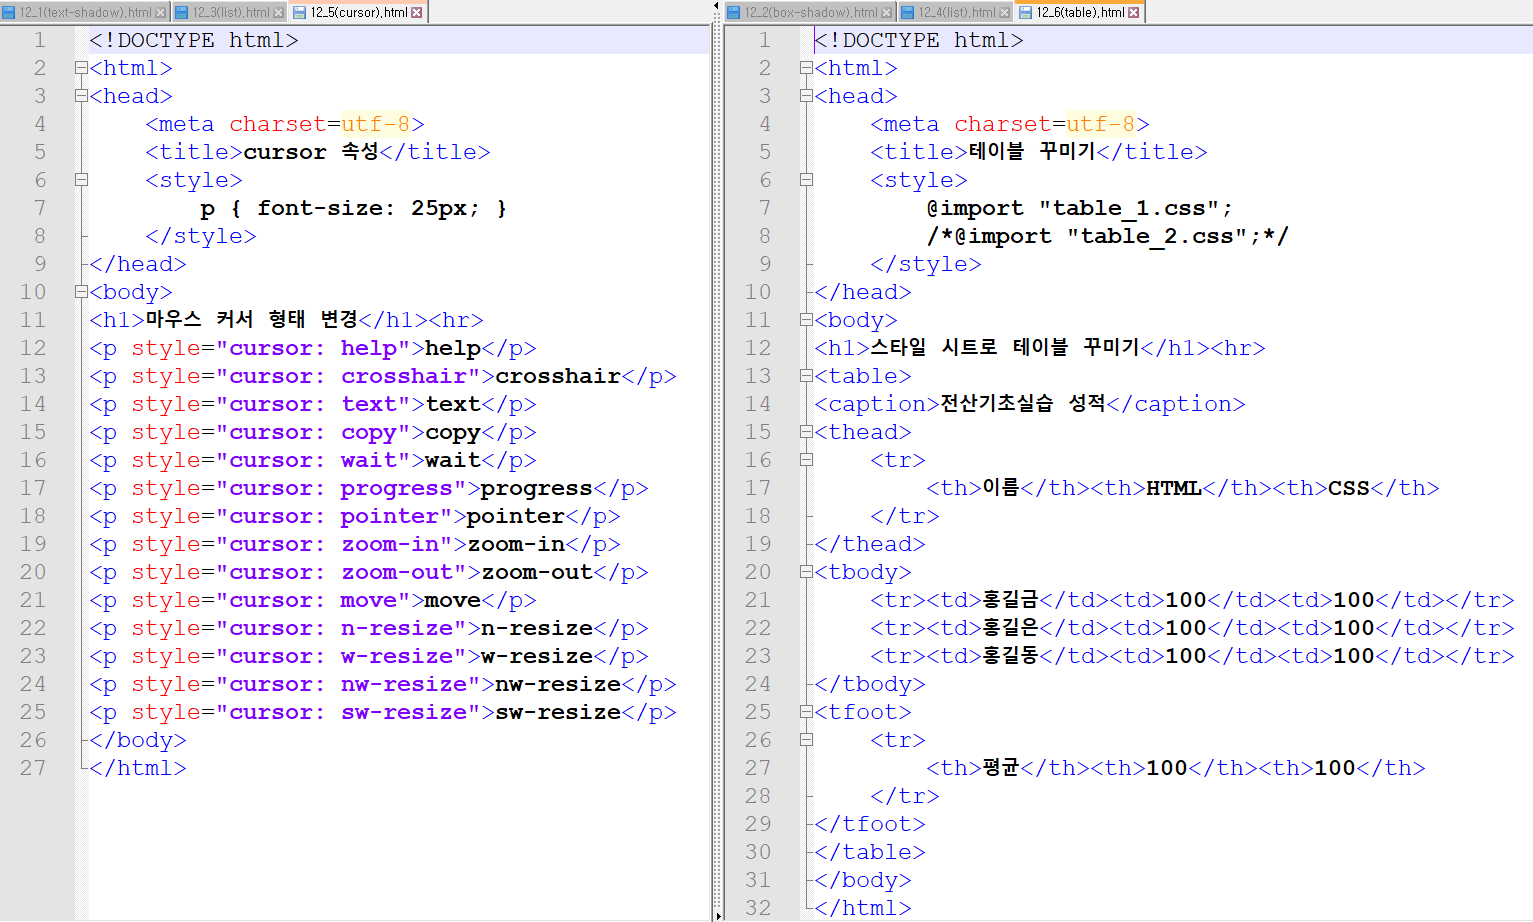 12_1(text-shadow),html 12_3(list),html 12_5(cursor),html
1 <!DOCTYPE html>
2 <html>
3 <head>
4 <meta charset=utf-8>
5 <title>cursor 속성</title>
6 <style>
7 p { font-size: 25px; }
8 </style>
9 </head>
10 <body>
11 <h1>마우스 커서 형태 변경</h1><hr>
12 <p style="cursor: help">help</p>
13 <p style="cursor: crosshair">crosshair</p>
14 <p style="cursor: text">text</p>
15 <p style="cursor: copy">copy</p>
16 <p style="cursor: wait">wait</p>
17 <p style="cursor: progress">progress</p>
18 <p style="cursor: pointer">pointer</p>
19 <p style="cursor: zoom-in">zoom-in</p>
20 <p style="cursor: zoom-out">zoom-out</p>
21 <p style="cursor: move">move</p>
22 <p style="cursor: n-resize">n-resize</p>
23 <p style="cursor: w-resize">w-resize</p>
24 <p style="cursor: nw-resize">nw-resize</p>
25 <p style="cursor: sw-resize">sw-resize</p>
26 </body>
27 </html>
12_2(box-shadow),html 12_4(list),html 12_6(table),html
1 <!DOCTYPE html>
2 <html>
3 <head>
4 <meta charset=utf-8>
5 <title>테이블 꾸미기</title>
6 <style>
7 @import "table_1.css";
8 /*@import "table_2.css";*/
9 </style>
10 </head>
11 <body>
12 <h1>스타일 시트로 테이블 꾸미기</h1><hr>
13 <table>
14 <caption>전산기초실습 성적</caption>
15 <thead>
16 <tr>
17 <th>이름</th><th>HTML</th><th>CSS</th>
18 </tr>
19 </thead>
20 <tbody>
21 <tr><td>홍길금</td><td>100</td><td>100</td></tr>
22 <tr><td>홍길은</td><td>100</td><td>100</td></tr>
23 <tr><td>홍길동</td><td>100</td><td>100</td></tr>
24 </tbody>
25 <tfoot>
26 <tr>
27 <th>평균</th><th>100</th><th>100</th>
28 </tr>
29 </tfoot>
30 </table>
31 </body>
32 </html>